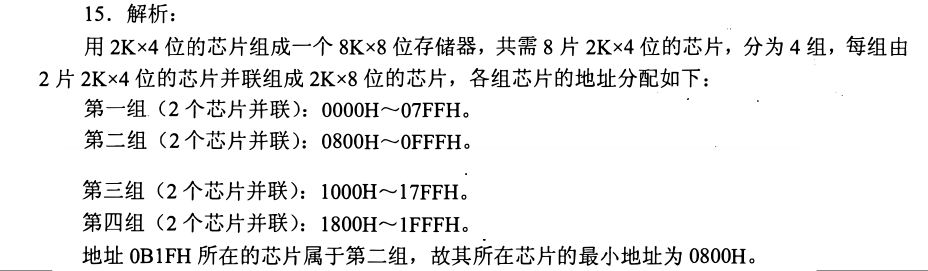 15．解析：
用 2K×4 位的芯片组成一个 8K×8 位存储器，共需 8 片 2K×4 位的芯片，分为 4 组，每组由
2 片 2K×4 位的芯片并联组成 2K×8 位的芯片，各组芯片的地址分配如下：
第一组（2 个芯片并联）：0000H～07FFH。
第二组（2 个芯片并联）：0800H～0FFFH。
第三组（2 个芯片并联）：1000H～17FFH。
第四组（2 个芯片并联）：1800H～1FFFH。
地址 0B1FH 所在的芯片属于第二组，故其所在芯片的最小地址为 0800H。